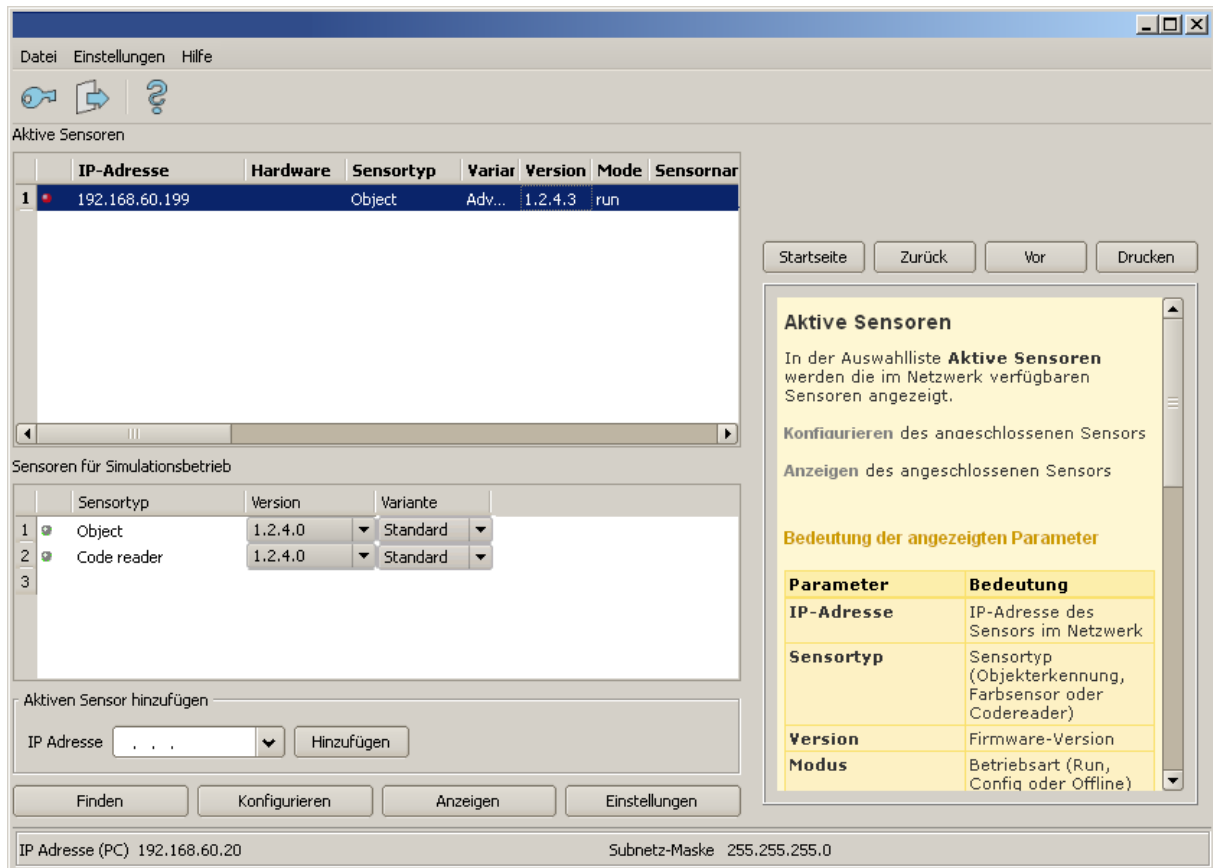 Datei Einstellungen Hilfe
Aktive Sensoren
IP-Adresse Hardware Sensortyp Variar Version Mode Sensornar
1 192.168.60.199 Object Adv... 1.2.4.3 run
Sensoren für Simulationsbetrieb
Sensortyp Version Variante
1 Object 1.2.4.0 Standard
2 Code reader 1.2.4.0 Standard
3
Aktiven Sensor hinzufügen
IP Adresse . . . Hinzufügen
Finden Konfigurieren Anzeigen Einstellungen
Startseite Zurück Vor Drucken
Aktive Sensoren
In der Auswahlliste Aktive Sensoren
werden die im Netzwerk verfügbaren
Sensoren angezeigt.
Konfigurieren des angeschlossenen Sensors
Anzeigen des angeschlossenen Sensors
Bedeutung der angezeigten Parameter
Parameter Bedeutung
IP-Adresse IP-Adresse des
Sensors im Netzwerk
Sensortyp Sensortyp
(Objekterkennung,
Farbsensor oder
Codereader)
Version Firmware-Version
Modus Betriebsart (Run,
Config oder Offline)
IP Adresse (PC) 192.168.60.20 Subnetz-Maske 255.255.255.0